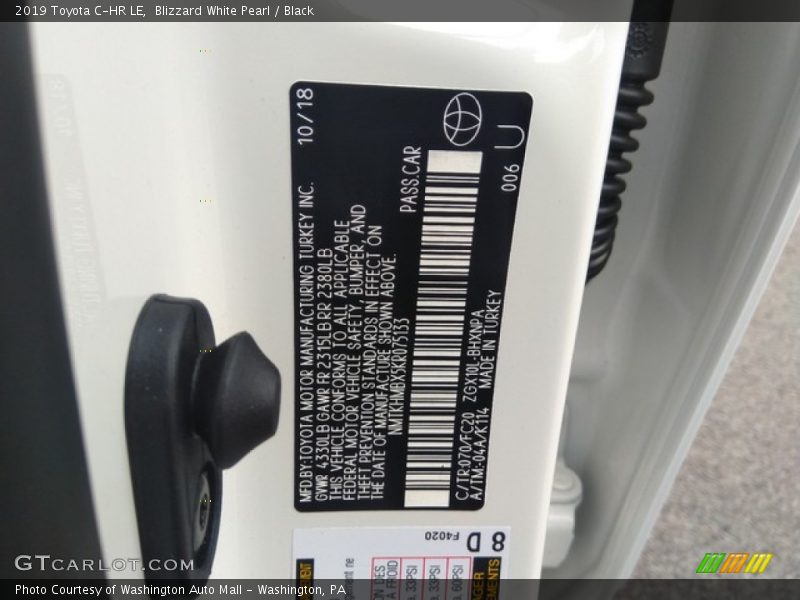 2019 Toyota C-HR LE, Blizzard White Pearl / Black
MFD.BY:TOYOTA MOTOR MANUFACTURING TURKEY INC. 10/18
GVWR 4330LB GAWR FR 2315LB RR 2380LB
THIS VEHICLE CONFORMS TO ALL APPLICABLE
FEDERAL MOTOR VEHICLE SAFETY, BUMPER, AND
THEFT PREVENTION STANDARDS IN EFFECT ON
THE DATE OF MANUFACTURE SHOWN ABOVE.
NMTKHMBX5KR075133 PASS.CAR
C/TR:070/FC20 ZGX10L-BHXNPA 006 U
A/TM:-04A/K114 MADE IN TURKEY
8 D F4020
33PSI
33PSI
60PSI
GTCARLOT.COM
Photo Courtesy of Washington Auto Mall - Washington, PA